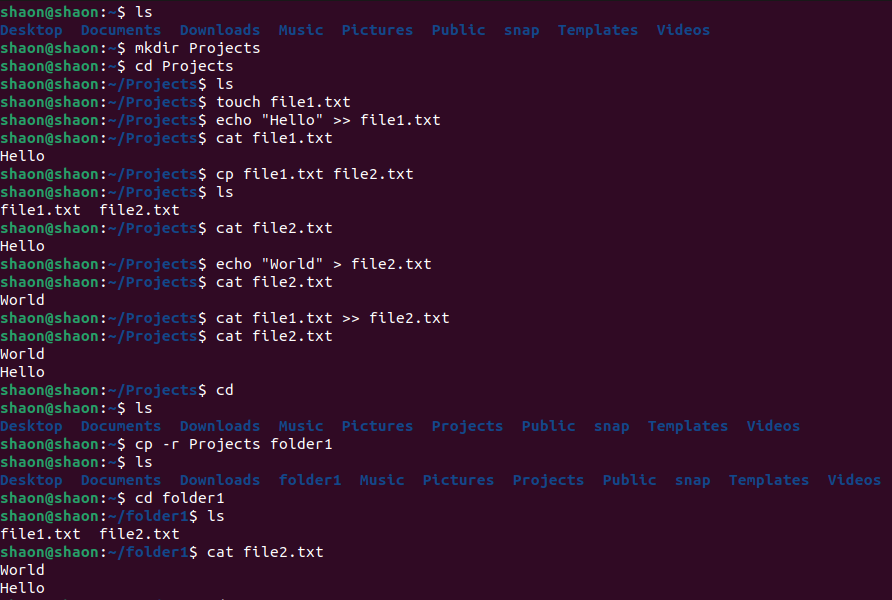 shaon@shaon:~$ ls
Desktop  Documents  Downloads  Music  Pictures  Public  snap  Templates  Videos
shaon@shaon:~$ mkdir Projects
shaon@shaon:~$ cd Projects
shaon@shaon:~/Projects$ ls
shaon@shaon:~/Projects$ touch file1.txt
shaon@shaon:~/Projects$ echo "Hello" >> file1.txt
shaon@shaon:~/Projects$ cat file1.txt
Hello
shaon@shaon:~/Projects$ cp file1.txt file2.txt
shaon@shaon:~/Projects$ ls
file1.txt  file2.txt
shaon@shaon:~/Projects$ cat file2.txt
Hello
shaon@shaon:~/Projects$ echo "World" > file2.txt
shaon@shaon:~/Projects$ cat file2.txt
World
shaon@shaon:~/Projects$ cat file1.txt >> file2.txt
shaon@shaon:~/Projects$ cat file2.txt
World
Hello
shaon@shaon:~/Projects$ cd
shaon@shaon:~$ ls
Desktop  Documents  Downloads  Music  Pictures  Projects  Public  snap  Templates  Videos
shaon@shaon:~$ cp -r Projects folder1
shaon@shaon:~$ ls
Desktop  Documents  Downloads  folder1  Music  Pictures  Projects  Public  snap  Templates  Videos
shaon@shaon:~$ cd folder1
shaon@shaon:~/folder1$ ls
file1.txt  file2.txt
shaon@shaon:~/folder1$ cat file2.txt
World
Hello